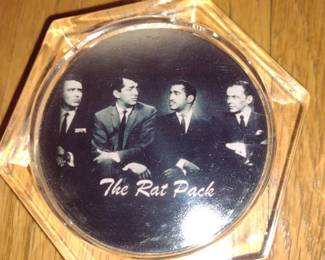 The Rat Pack